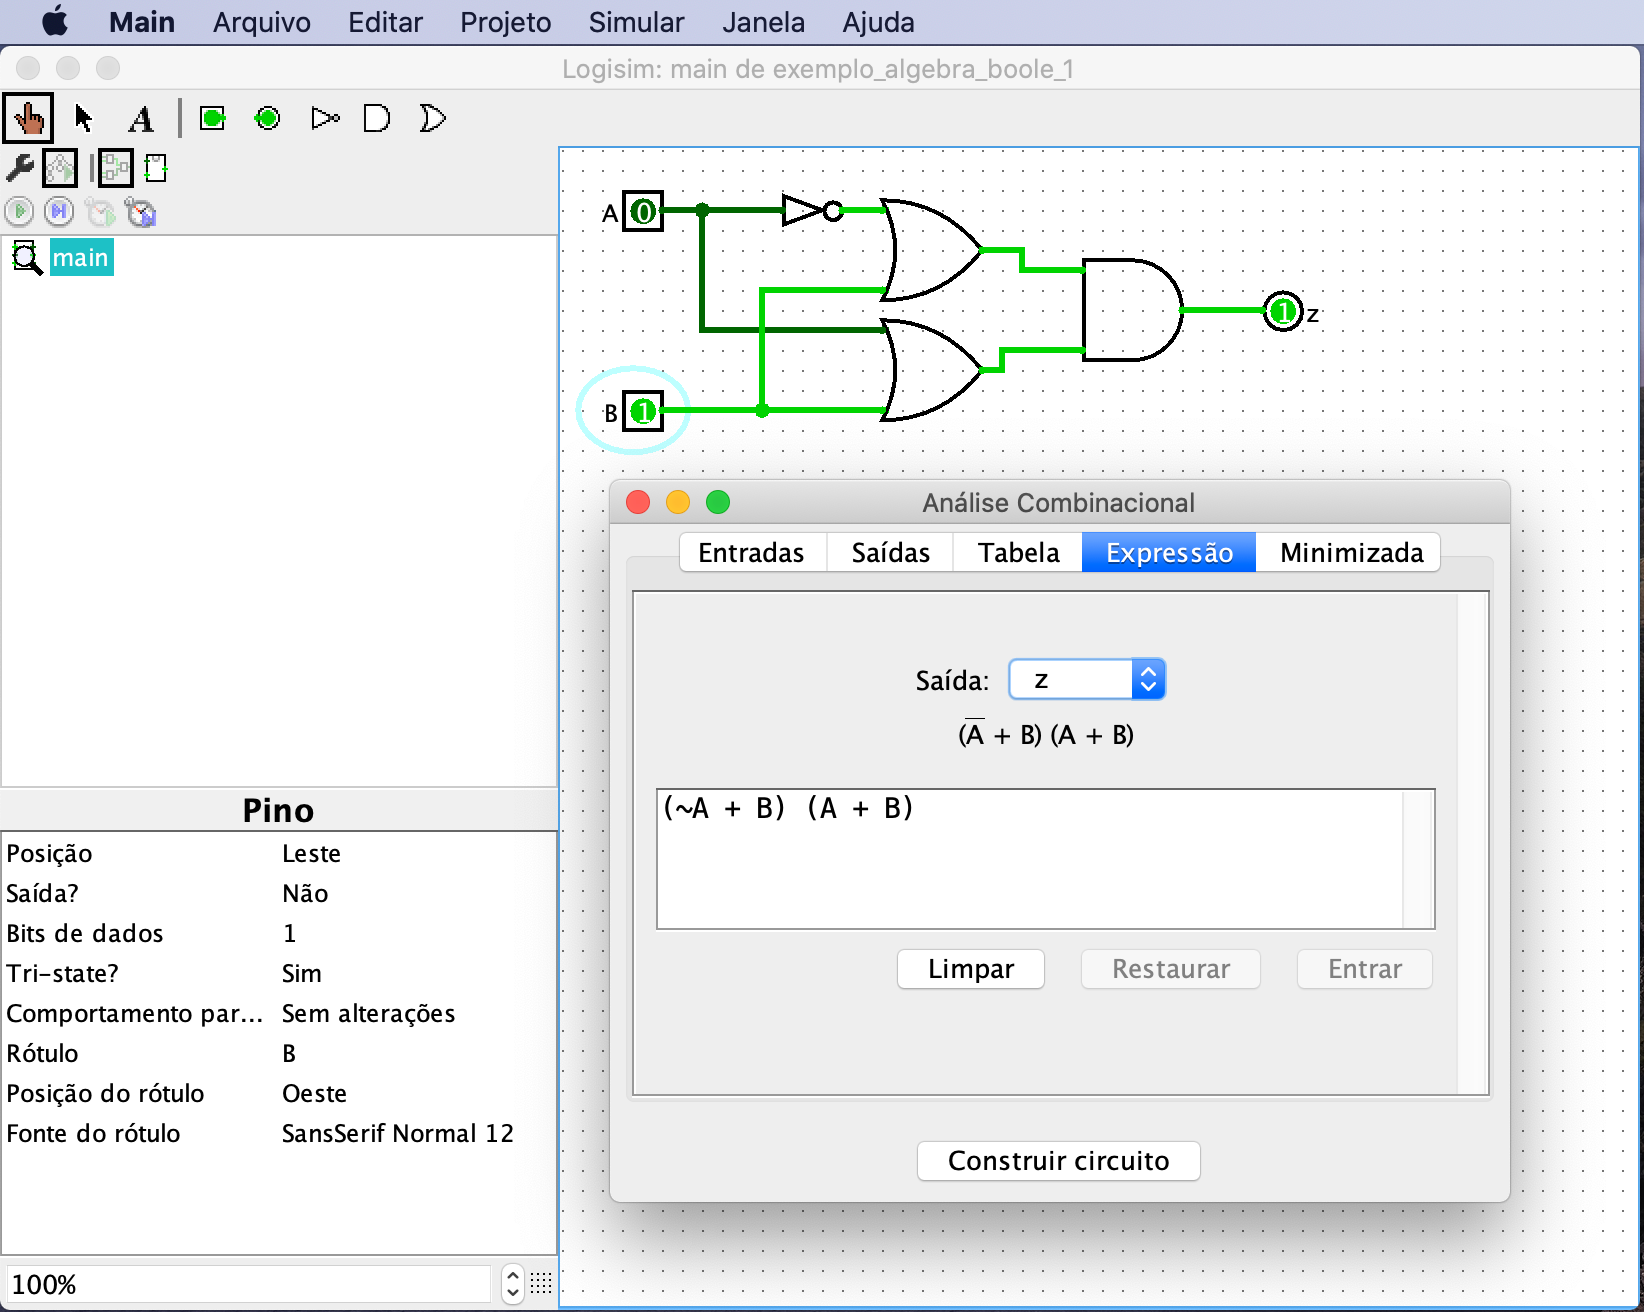 Main Arquivo Editar Projeto Simular Janela Ajuda
Logisim: main de exemplo_algebra_boole_1
A
main
A 0
1 z
B 1
Análise Combinacional
Entradas Saídas Tabela Expressão Minimizada
Saída: z
(A̅ + B) (A + B)
(~A + B) (A + B)
Limpar Restaurar Entrar
Construir circuito
Pino
Posição Leste
Saída? Não
Bits de dados 1
Tri-state? Sim
Comportamento par... Sem alterações
Rótulo B
Posição do rótulo Oeste
Fonte do rótulo SansSerif Normal 12
100%